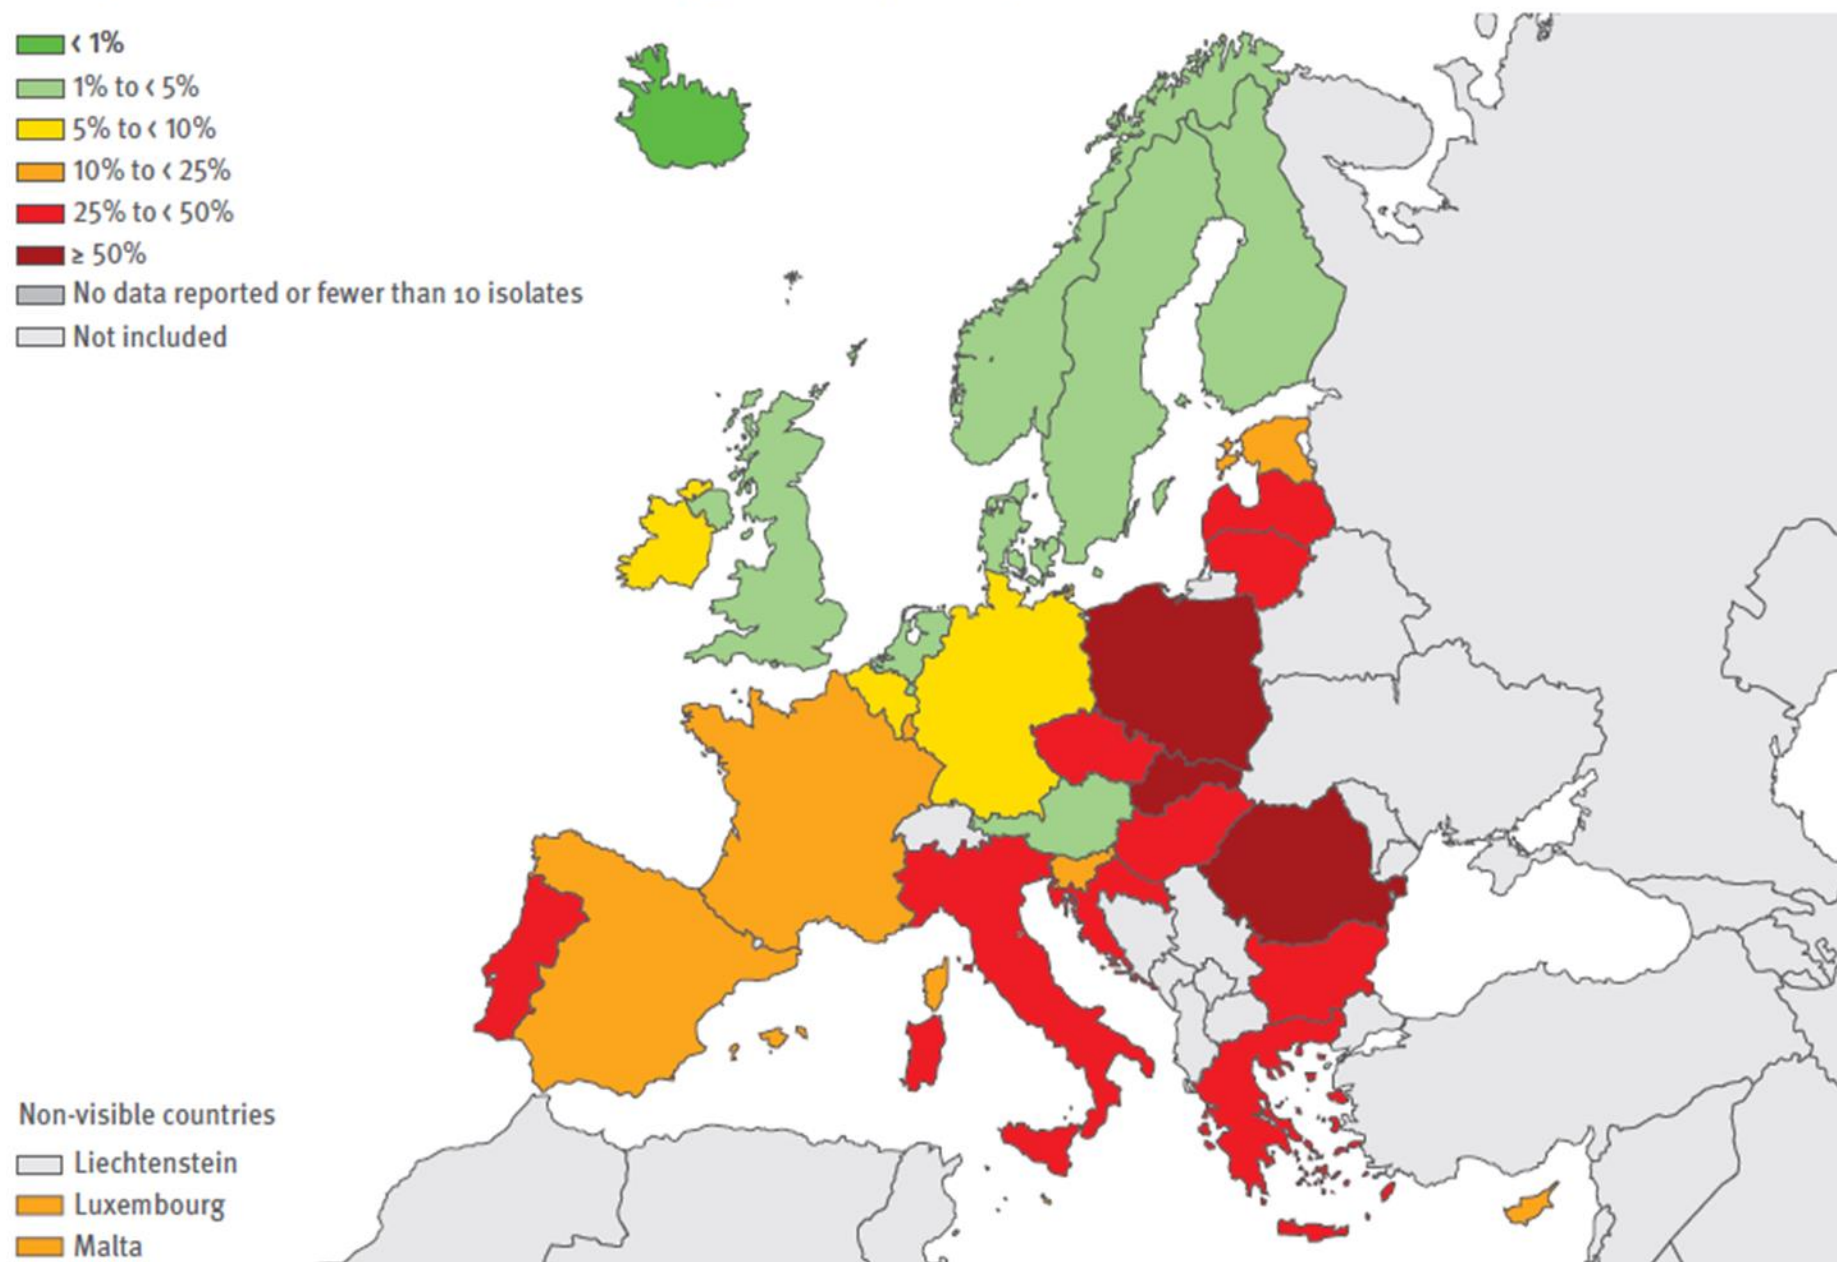 ‹ 1%
1% to ‹ 5%
5% to ‹ 10%
10% to ‹ 25%
25% to ‹ 50%
≥ 50%
No data reported or fewer than 10 isolates
Not included
Non-visible countries
Liechtenstein
Luxembourg
Malta